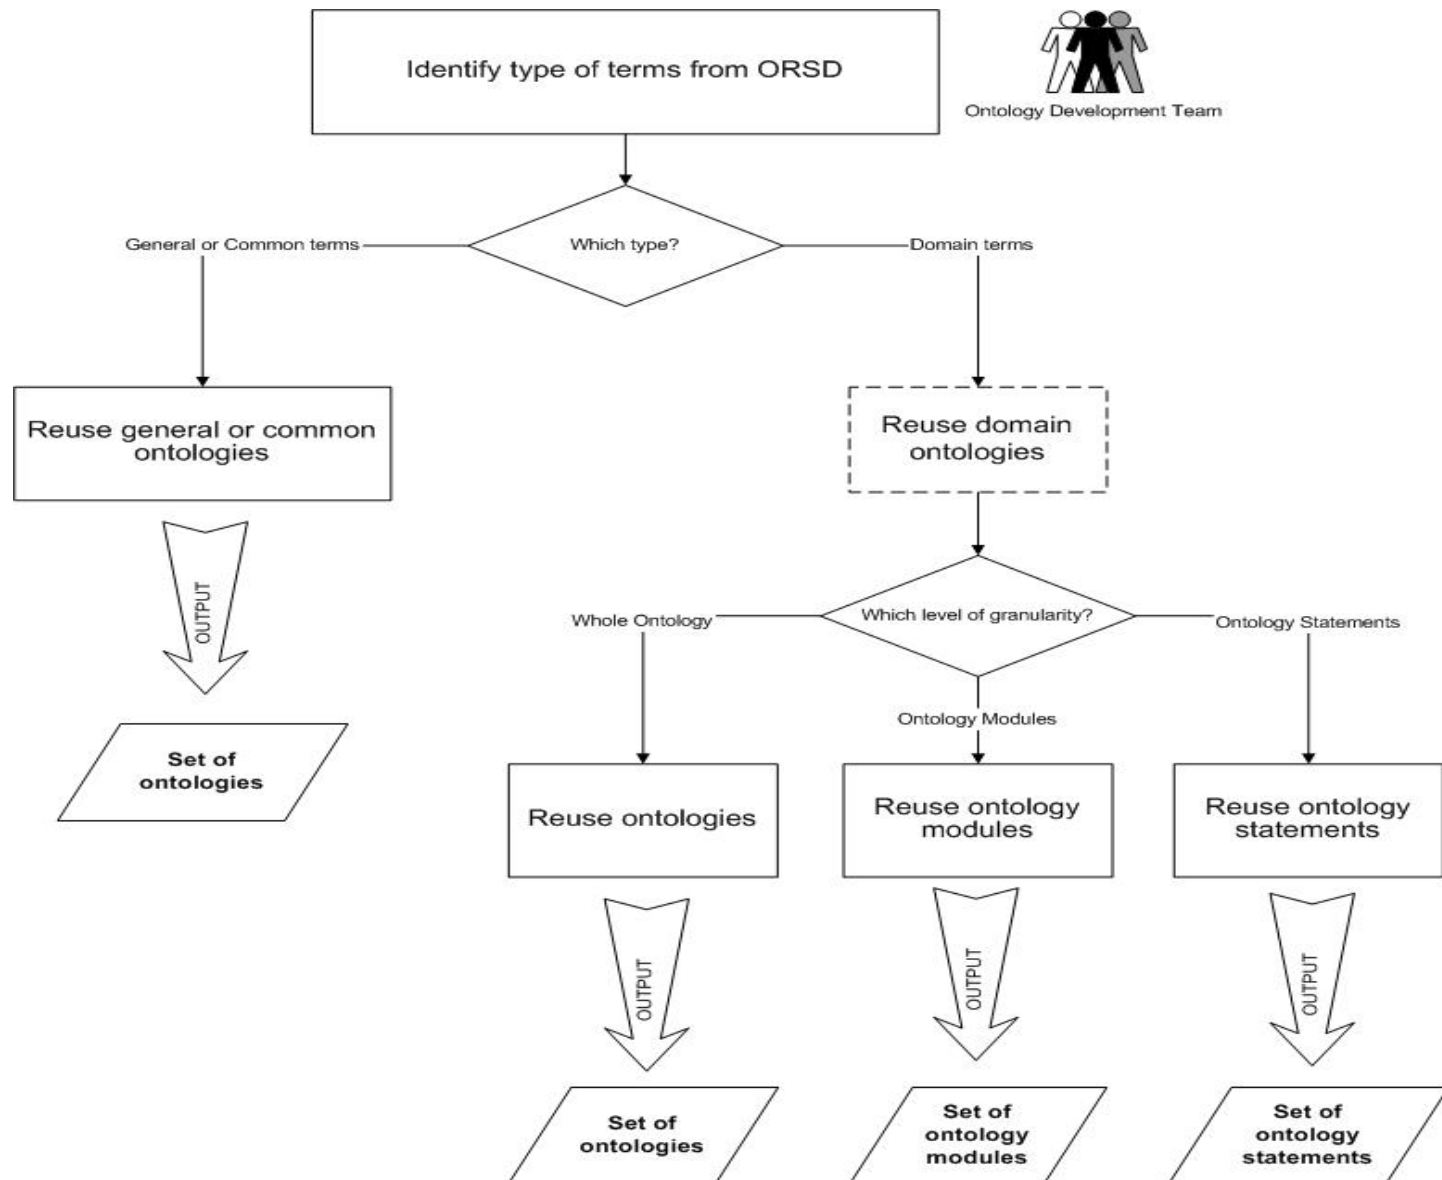 Identify type of terms from ORSD
Ontology Development Team
Which type?
General or Common terms
Domain terms
Reuse general or common
ontologies
Reuse domain
ontologies
OUTPUT
Which level of granularity?
Whole Ontology
Ontology Statements
Ontology Modules
Set of
ontologies
Reuse ontologies
Reuse ontology
modules
Reuse ontology
statements
OUTPUT
OUTPUT
OUTPUT
Set of
ontologies
Set of
ontology
modules
Set of
ontology
statements